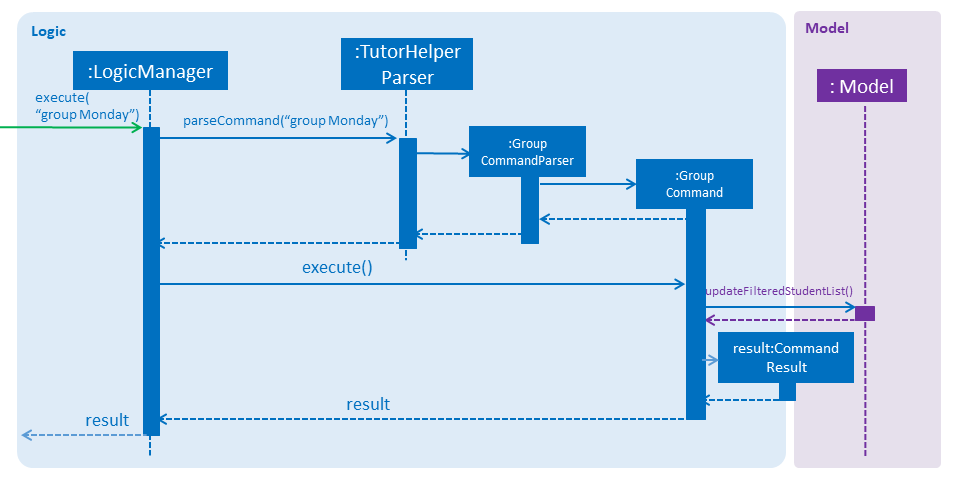 Logic
Model
:TutorHelper
Parser
:LogicManager
: Model
execute(
“group Monday”)
parseCommand(“group Monday”)
:Group
CommandParser
:Group
Command
execute()
updateFilteredStudentList()
result:Command
Result
result
result